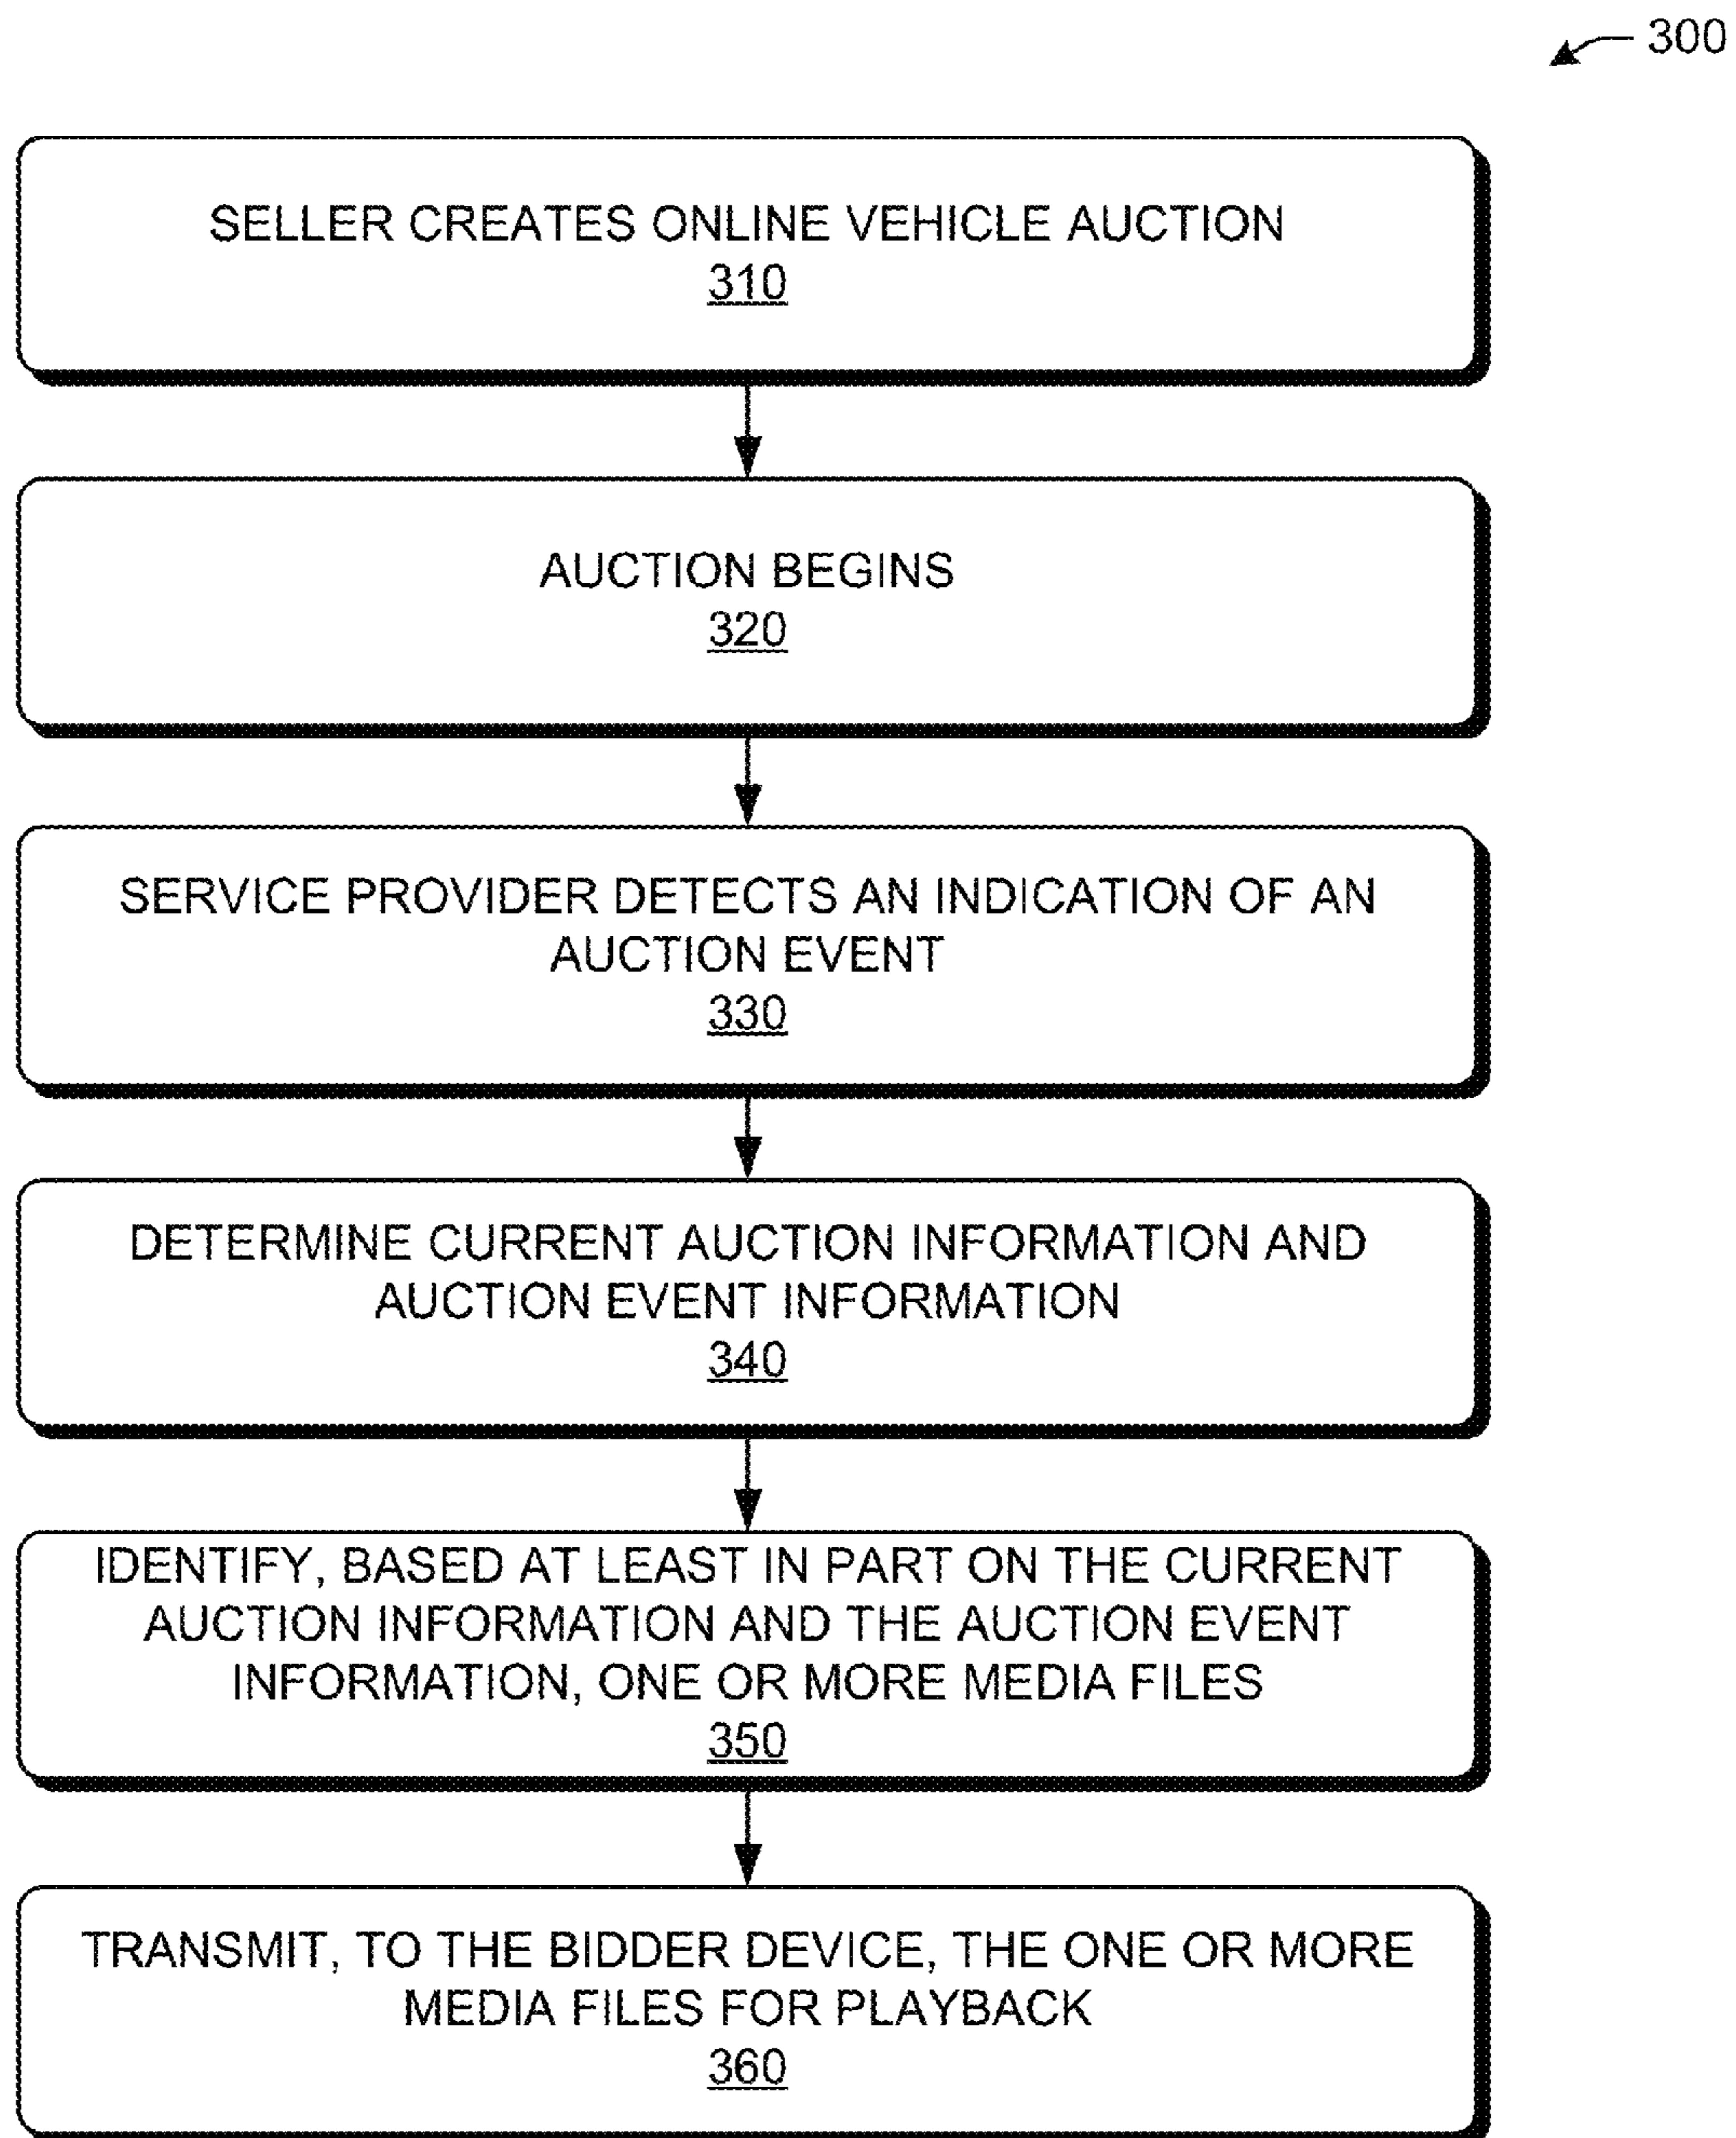 300
SELLER CREATES ONLINE VEHICLE AUCTION
310
AUCTION BEGINS
320
SERVICE PROVIDER DETECTS AN INDICATION OF AN
AUCTION EVENT
330
DETERMINE CURRENT AUCTION INFORMATION AND
AUCTION EVENT INFORMATION
340
IDENTIFY, BASED AT LEAST IN PART ON THE CURRENT
AUCTION INFORMATION AND THE AUCTION EVENT
INFORMATION, ONE OR MORE MEDIA FILES
350
TRANSMIT, TO THE BIDDER DEVICE, THE ONE OR MORE
MEDIA FILES FOR PLAYBACK
360